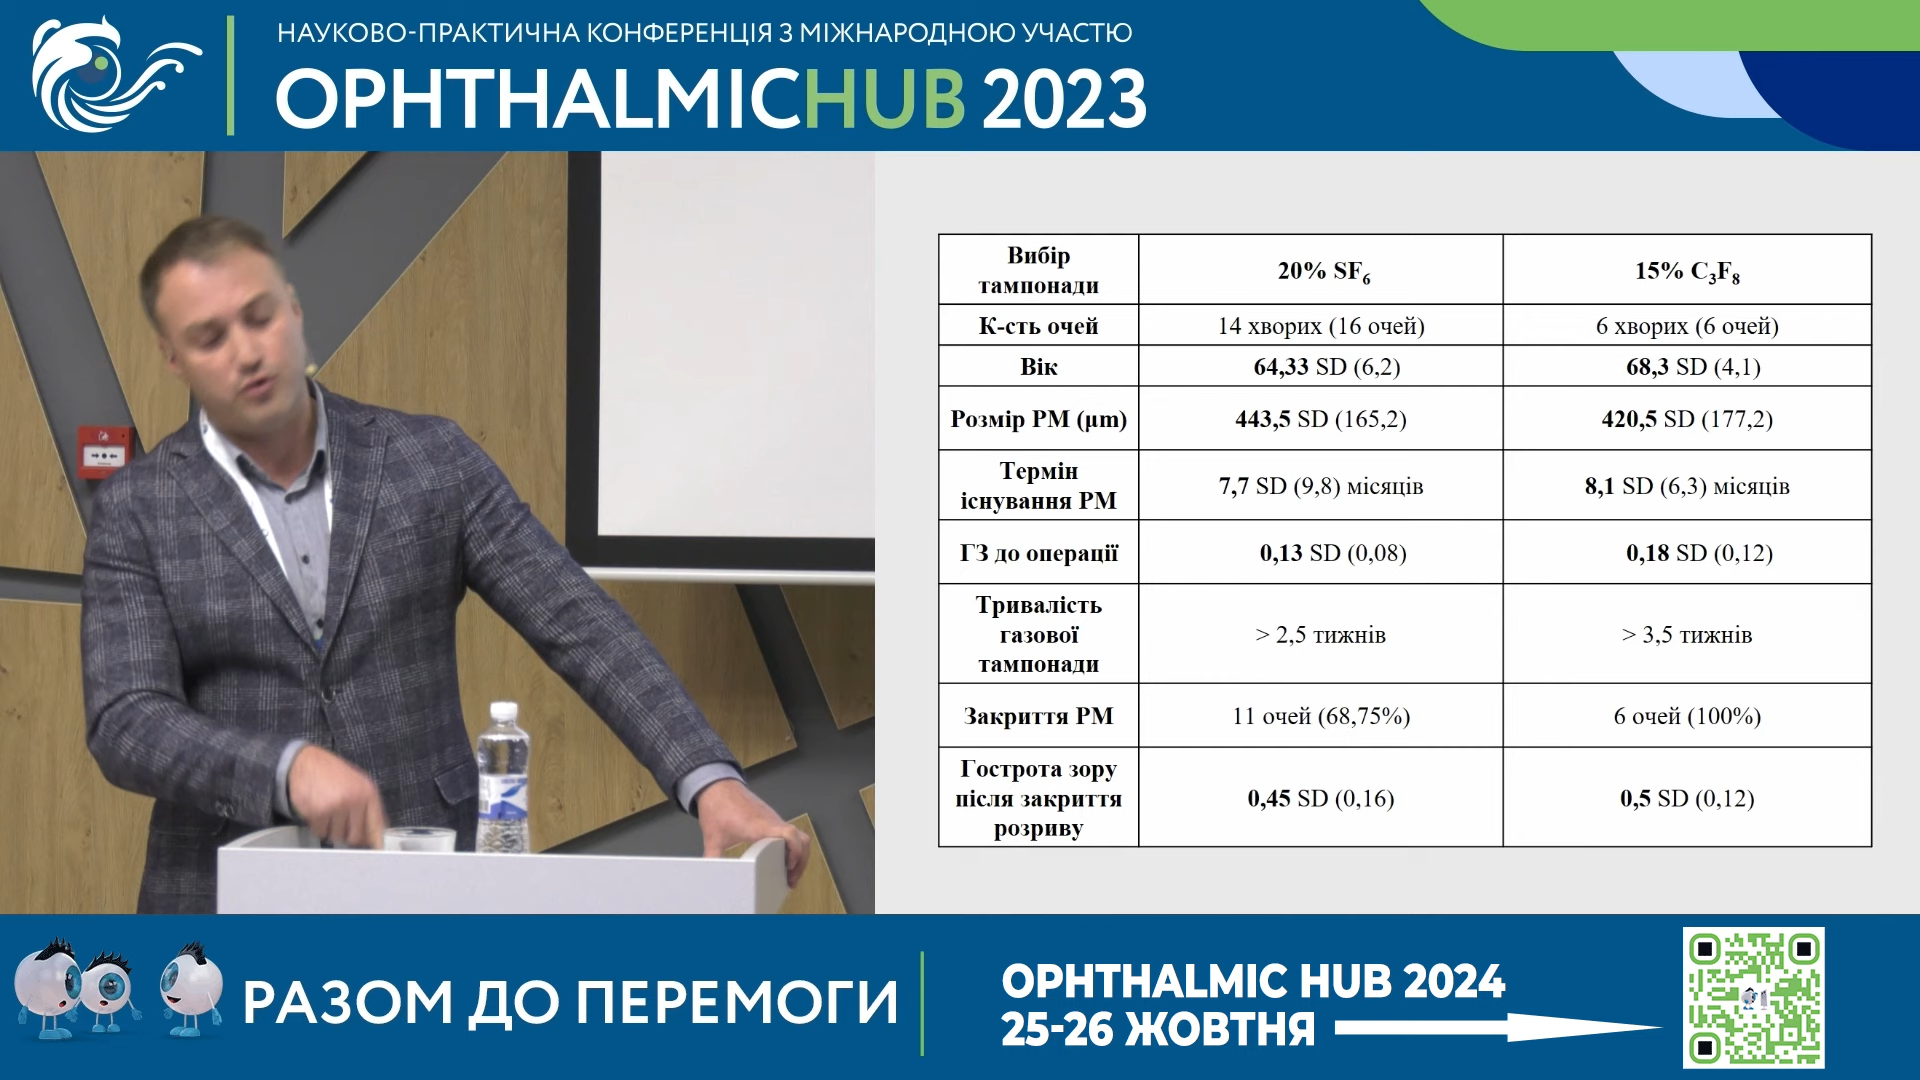 НАУКОВО-ПРАКТИЧНА КОНФЕРЕНЦІЯ З МІЖНАРОДНОЮ УЧАСТЮ
OPHTHALMICHUB 2023
Вибір тампонади
20% SF6
15% C3F8
К-сть очей
14 хворих (16 очей)
6 хворих (6 очей)
Вік
64,33 SD (6,2)
68,3 SD (4,1)
Розмір РМ (µm)
443,5 SD (165,2)
420,5 SD (177,2)
Термін
існування РМ
7,7 SD (9,8) місяців
8,1 SD (6,3) місяців
ГЗ до операції
0,13 SD (0,08)
0,18 SD (0,12)
Тривалість
газової
тампонади
> 2,5 тижнів
> 3,5 тижнів
Закриття РМ
11 очей (68,75%)
6 очей (100%)
Гострота зору
після закриття
розриву
0,45 SD (0,16)
0,5 SD (0,12)
РАЗОМ ДО ПЕРЕМОГИ
OPHTHALMIC HUB 2024
25-26 ЖОВТНЯ